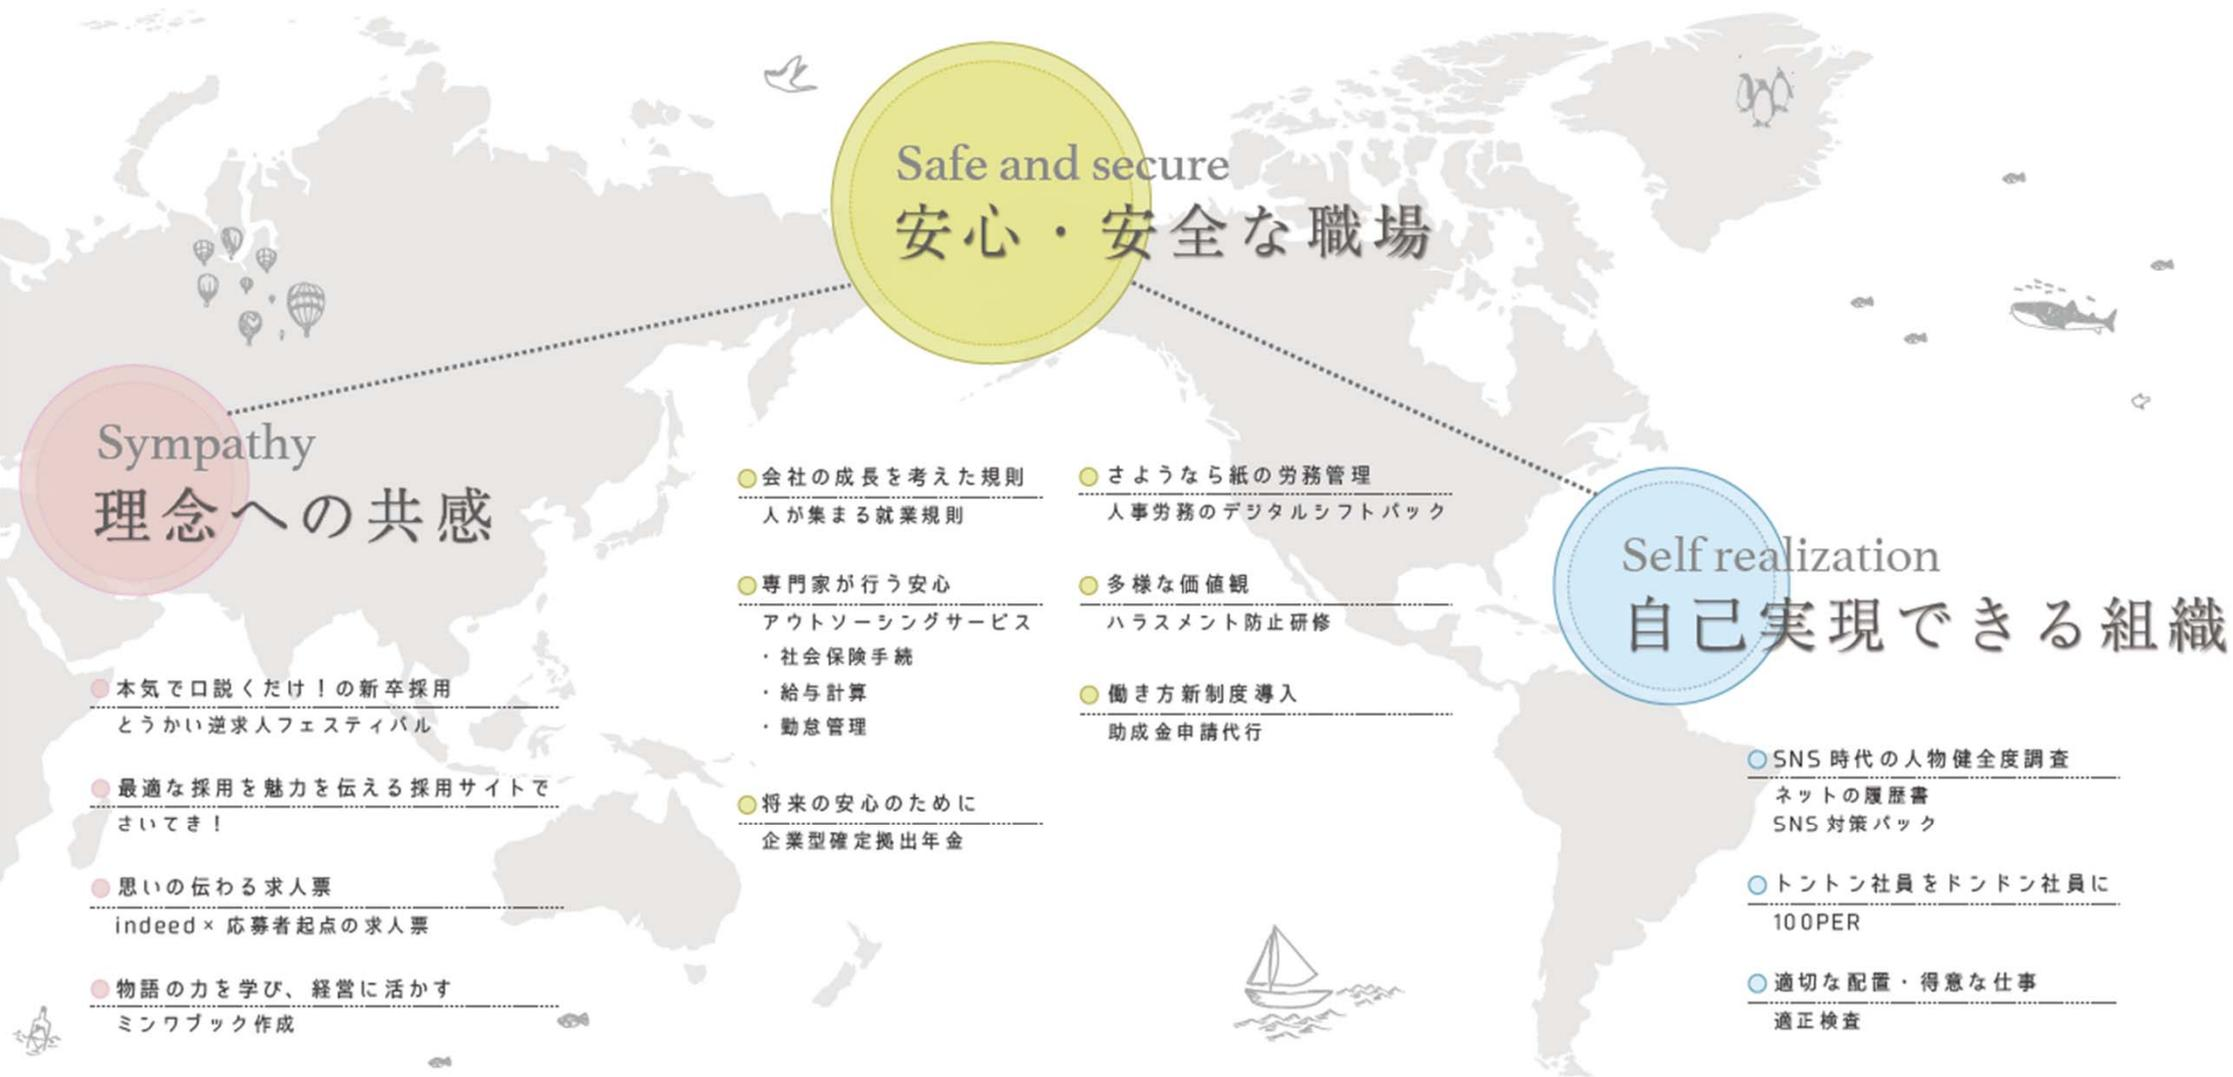 Safe and secure
安心・安全な職場
Sympathy
理念への共感
Self realization
自己実現できる組織
本気で口説くだけ！の新卒採用
とうかい逆求人フェスティバル
最適な採用を魅力を伝える採用サイトで
さいてき！
思いの伝わる求人票
indeed× 応募者起点の求人票
物語の力を学び、経営に活かす
ミンワブック作成
会社の成長を考えた規則
人が集まる就業規則
専門家が行う安心
アウトソーシングサービス
・社会保険手続
・給与計算
・勤怠管理
将来の安心のために
企業型確定拠出年金
さようなら紙の労務管理
人事労務のデジタルシフトパック
多様な価値観
ハラスメント防止研修
働き方新制度導入
助成金申請代行
SNS 時代の人物健全度調査
ネットの履歴書
SNS 対策パック
トントン社員をドンドン社員に
100PER
適切な配置・得意な仕事
適正検査